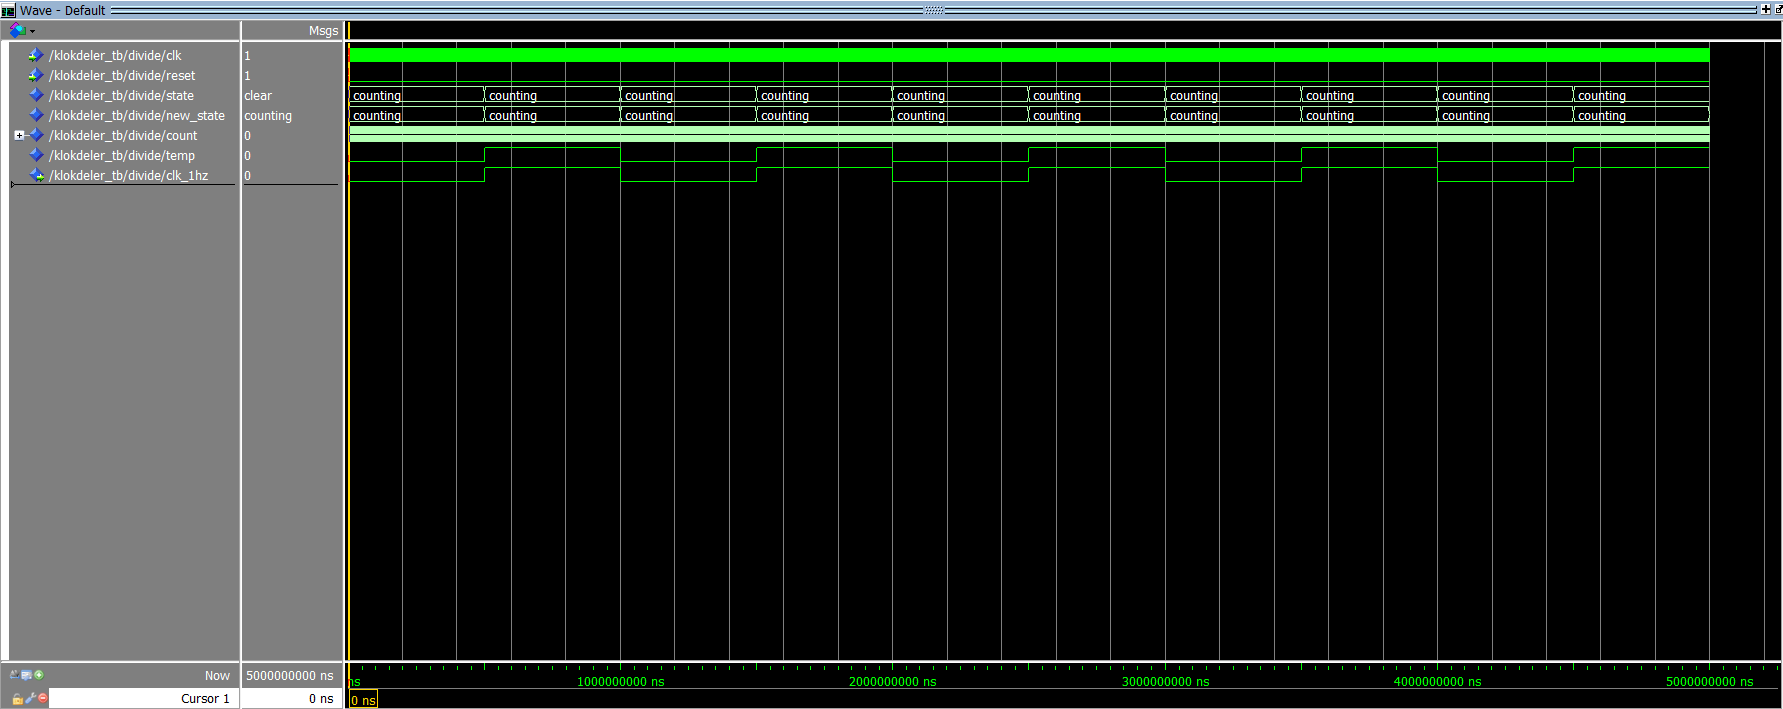 Wave - Default
Msgs
/klokdeler_tb/divide/clk 1
/klokdeler_tb/divide/reset 1
/klokdeler_tb/divide/state clear counting counting counting counting counting counting counting counting counting counting
/klokdeler_tb/divide/new_state counting counting counting counting counting counting counting counting counting counting counting
/klokdeler_tb/divide/count 0
/klokdeler_tb/divide/temp 0
/klokdeler_tb/divide/clk_1hz 0
Now 5000000000 ns ns 1000000000 ns 2000000000 ns 3000000000 ns 4000000000 ns 5000000000 ns
Cursor 1 0 ns 0 ns